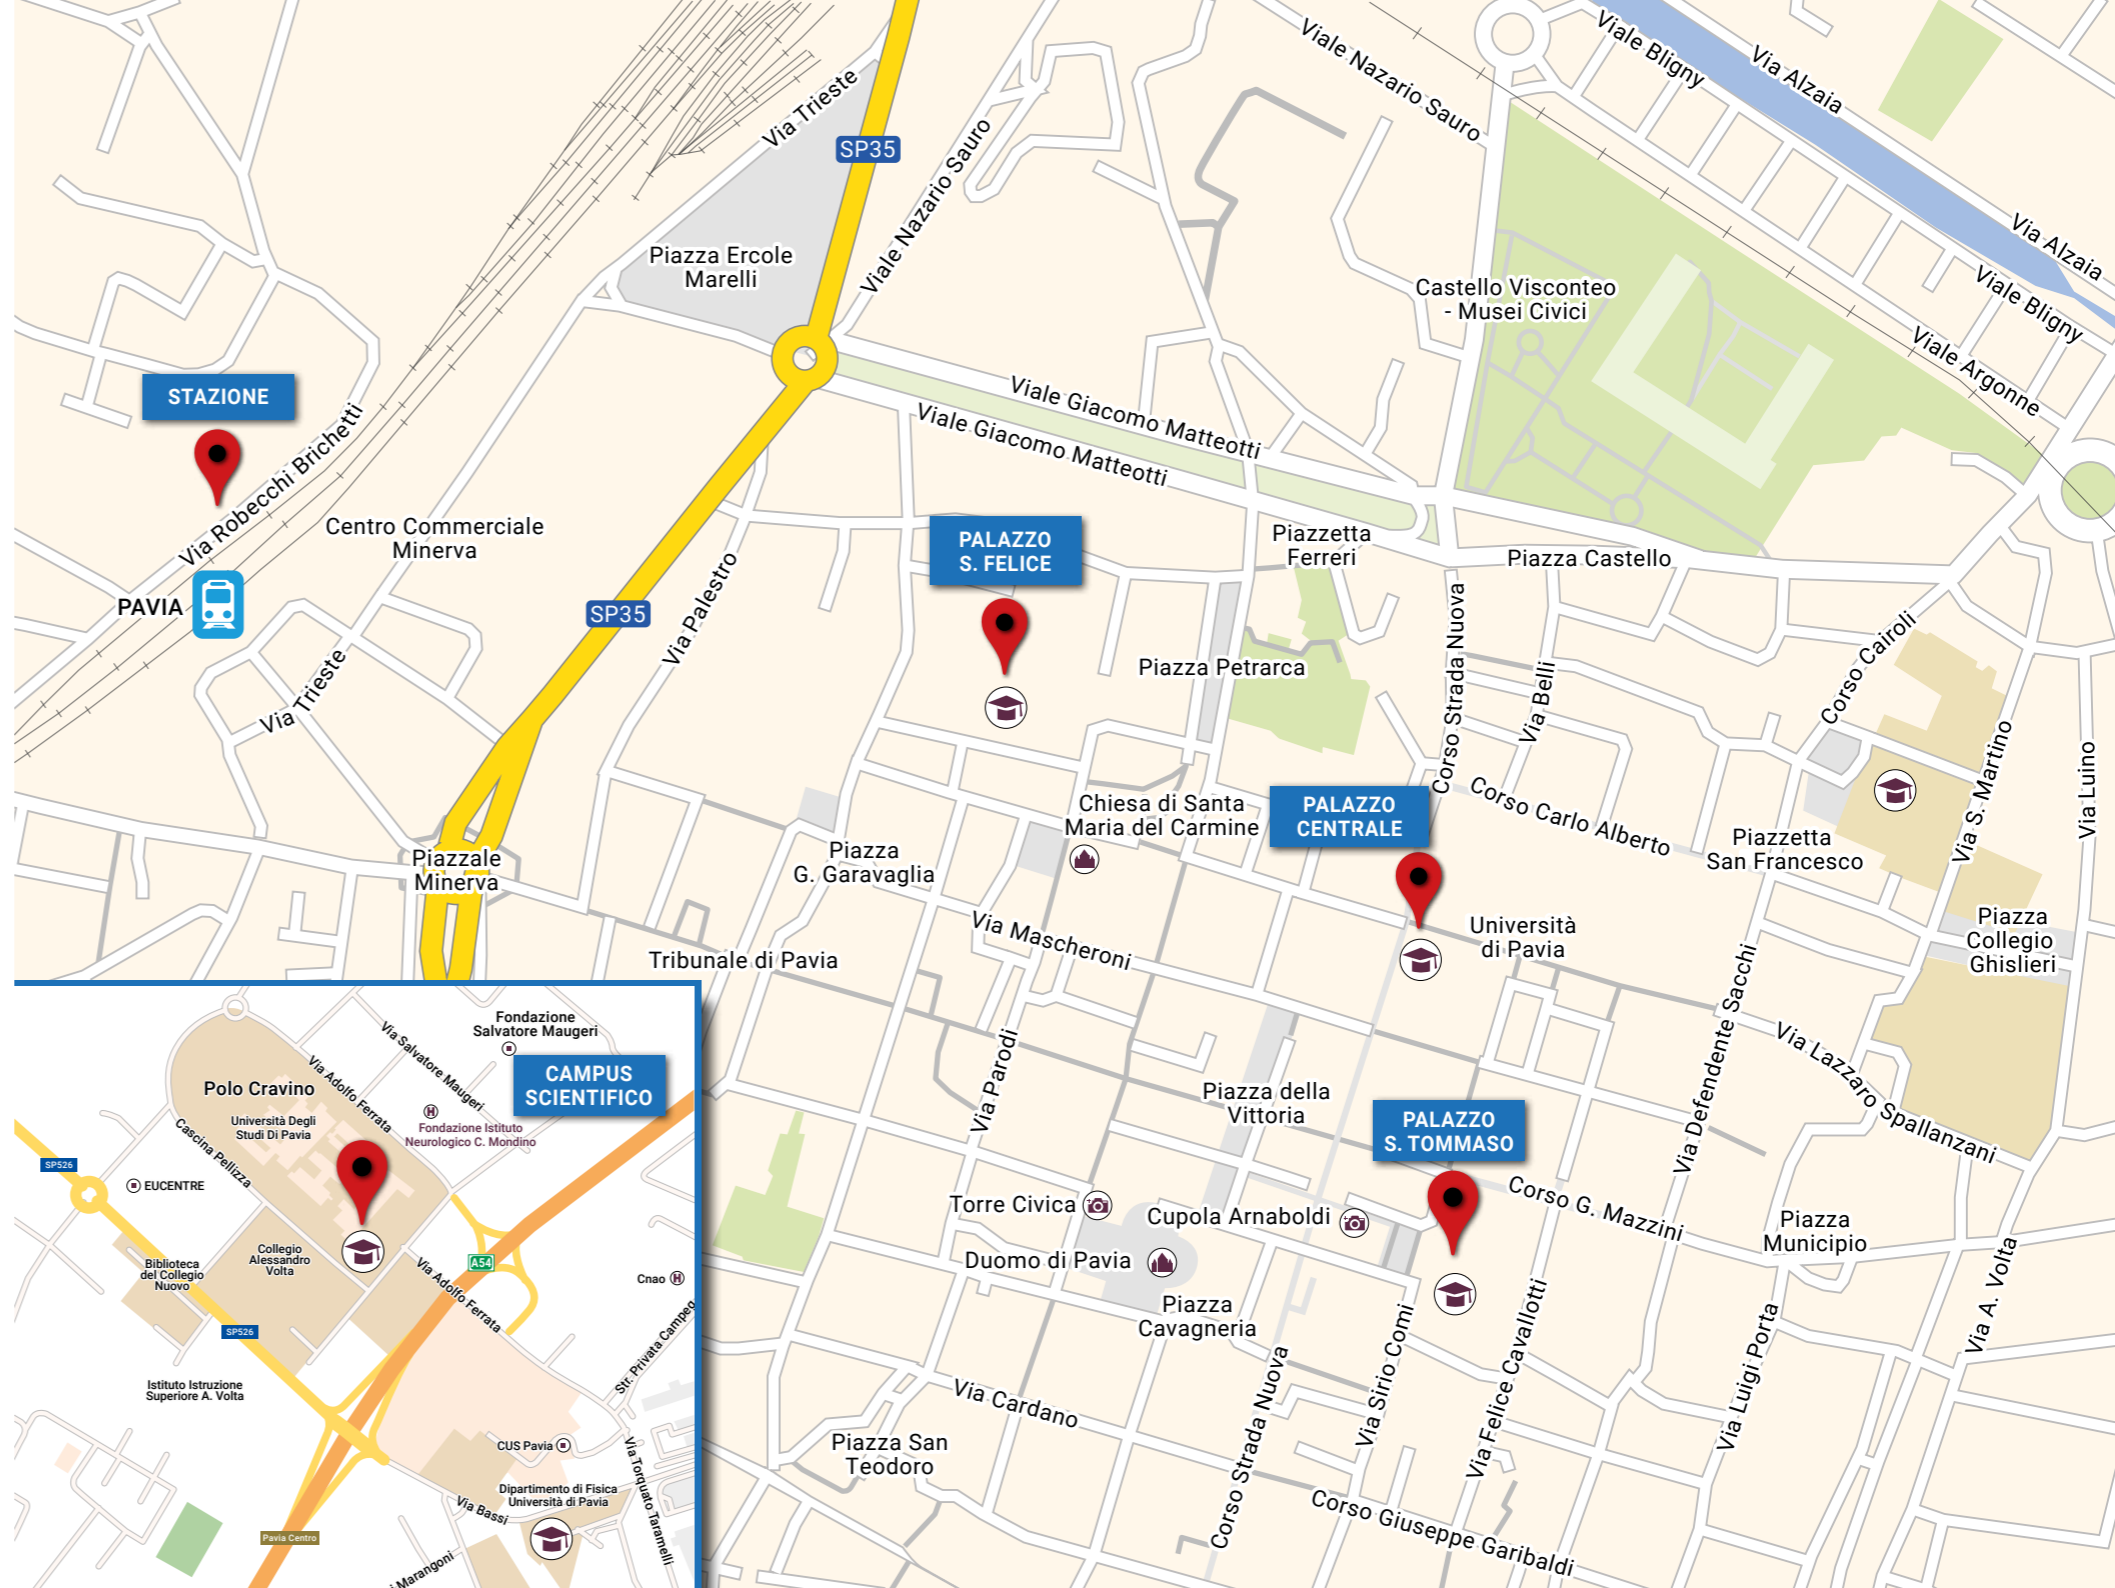 Viale Nazario Sauro
Viale Bligny
Via Alzaia
Via Trieste
SP35
Viale Nazario Sauro
Piazza Ercole
Marelli
Castello Visconteo
- Musei Civici
Via Alzaia
Viale Bligny
Viale Argonne
STAZIONE
Viale Giacomo Matteotti
Viale Giacomo Matteotti
Via Robecchi Brichetti
Centro Commerciale
Minerva
PALAZZO
S. FELICE
Piazzetta
Ferreri
Piazza Castello
PAVIA
SP35
Via Palestro
Corso Strada Nuova
Via Belli
Corso Cairoli
Via Trieste
Piazza Petrarca
Via S. Martino
Via Luino
Chiesa di Santa
Maria del Carmine
PALAZZO
CENTRALE
Corso Carlo Alberto
Piazzetta
San Francesco
Piazzale
Minerva
Piazza
G. Garavaglia
Via Mascheroni
Università
di Pavia
Piazza
Collegio
Ghislieri
Tribunale di Pavia
Via Defendente Sacchi
Via Lazzaro Spallanzani
Via Parodi
Piazza della
Vittoria
PALAZZO
S. TOMMASO
Corso G. Mazzini
Torre Civica
Cupola Arnaboldi
Piazza
Municipio
Duomo di Pavia
Piazza
Cavagneria
Via A. Volta
Via Sirio Comi
Via Felice Cavallotti
Via Luigi Porta
Corso Strada Nuova
Via Cardano
Piazza San
Teodoro
Corso Giuseppe Garibaldi
Fondazione
Salvatore Maugeri
Via Salvatore Maugeri
CAMPUS
SCIENTIFICO
Via Adolfo Ferrata
Polo Cravino
Università Degli
Studi Di Pavia
Fondazione Istituto
Neurologico C. Mondino
Cascina Pellizza
SP526
EUCENTRE
Collegio
Alessandro
Volta
Biblioteca
del Collegio
Nuovo
A54
Via Adolfo Ferrata
Cnao
SP526
Str. Privata Campeg
Istituto Istruzione
Superiore A. Volta
CUS Pavia
Via Torquato Taramelli
Dipartimento di Fisica
Università di Pavia
Via Bassi
Pavia Centro
i Marangoni